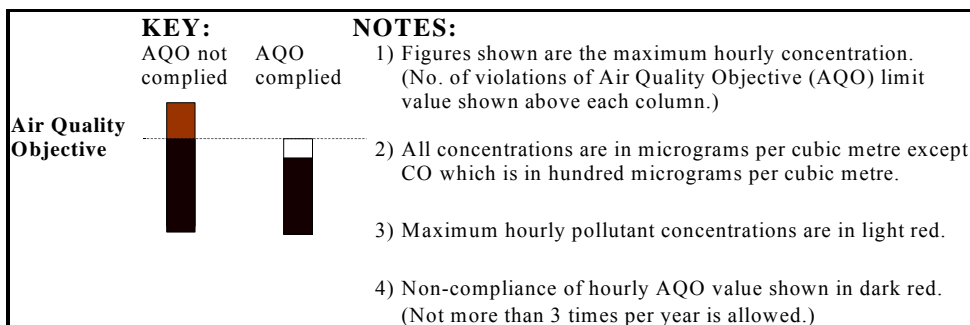 KEY:
AQO not complied
AQO complied
Air Quality Objective
NOTES:
1) Figures shown are the maximum hourly concentration.
(No. of violations of Air Quality Objective (AQO) limit
value shown above each column.)
2) All concentrations are in micrograms per cubic metre except
CO which is in hundred micrograms per cubic metre.
3) Maximum hourly pollutant concentrations are in light red.
4) Non-compliance of hourly AQO value shown in dark red.
(Not more than 3 times per year is allowed.)